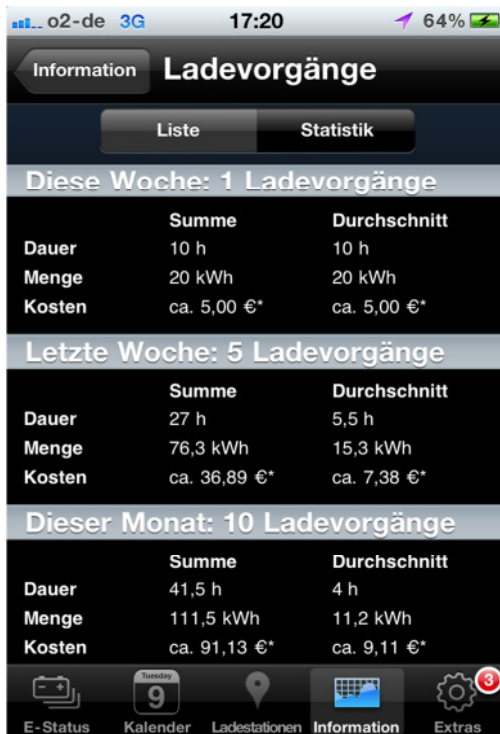 o2-de 3G 17:20 64%
Information Ladevorgänge
Liste Statistik
Diese Woche: 1 Ladevorgänge
Summe Durchschnitt
Dauer 10 h 10 h
Menge 20 kWh 20 kWh
Kosten ca. 5,00 €* ca. 5,00 €*
Letzte Woche: 5 Ladevorgänge
Summe Durchschnitt
Dauer 27 h 5,5 h
Menge 76,3 kWh 15,3 kWh
Kosten ca. 36,89 €* ca. 7,38 €*
Dieser Monat: 10 Ladevorgänge
Summe Durchschnitt
Dauer 41,5 h 4 h
Menge 111,5 kWh 11,2 kWh
Kosten ca. 91,13 €* ca. 9,11 €*
Tuesday
9 3
E-Status Kalender Ladestationen Information Extras